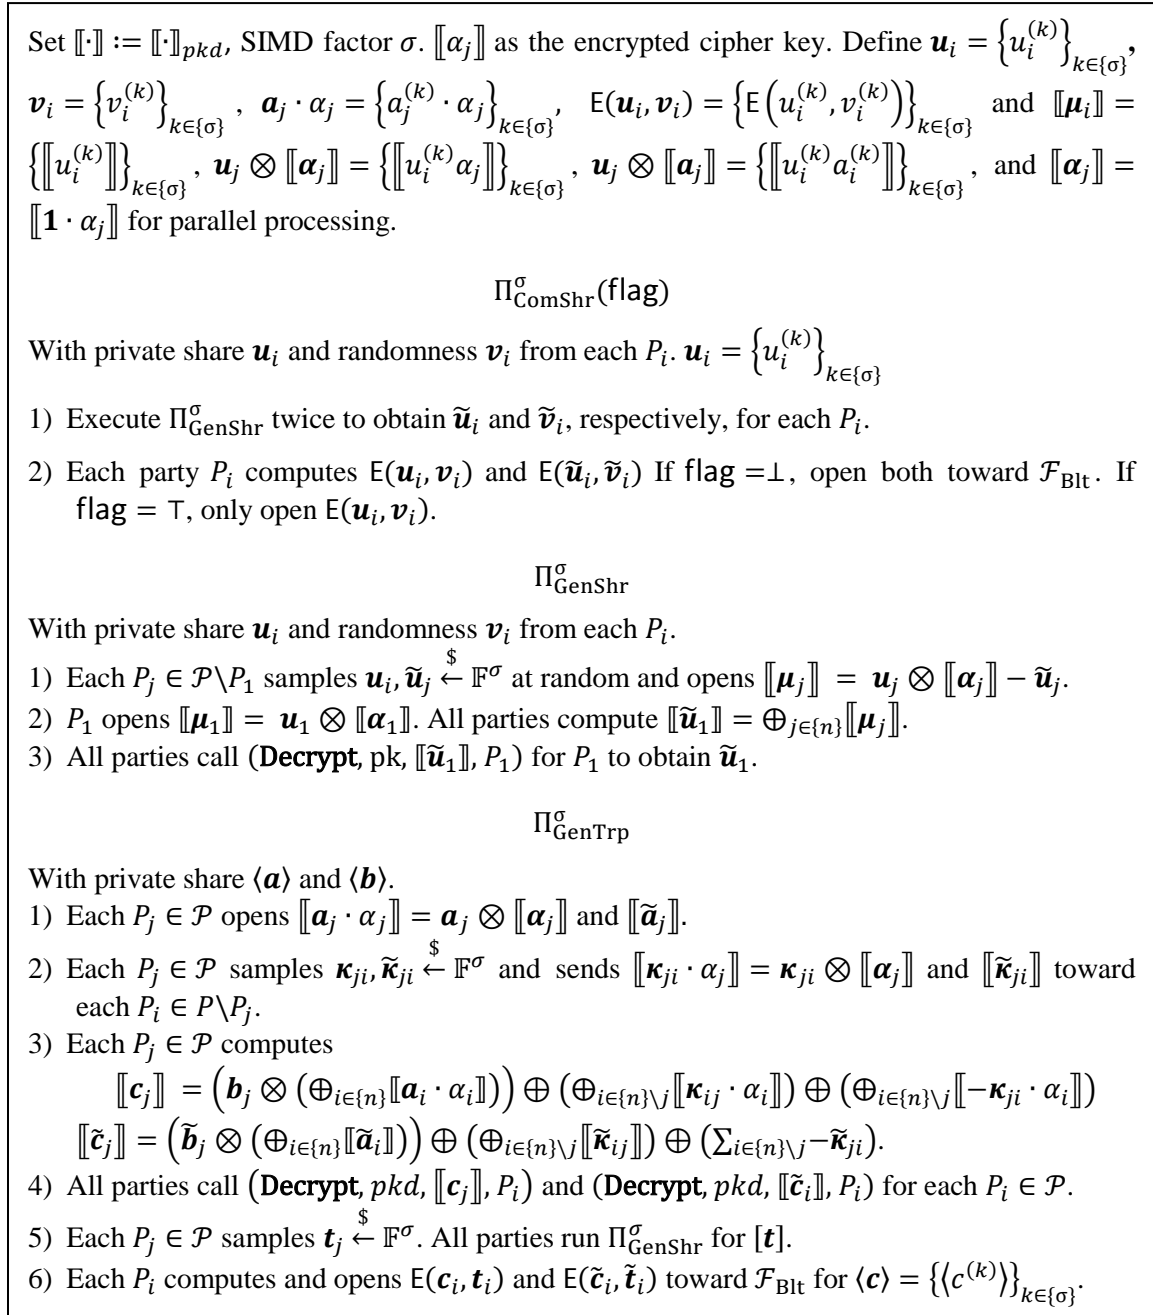 Set ⟦·⟧ := ⟦·⟧_{pkd}, SIMD factor σ. ⟦α_j⟧ as the encrypted cipher key. Define 𝒖_i = {u_i^{(k)}}_{k∈{σ}},
𝒗_i = {v_i^{(k)}}_{k∈{σ}} , 𝒂_j · α_j = {a_j^{(k)} · α_j}_{k∈{σ}}, E(𝒖_i, 𝒗_i) = {E(u_i^{(k)}, v_i^{(k)})}_{k∈{σ}} and ⟦𝝁_i⟧ =
{⟦u_i^{(k)}⟧}_{k∈{σ}}, 𝒖_j ⊗ ⟦𝜶_j⟧ = {⟦u_i^{(k)}α_j⟧}_{k∈{σ}}, 𝒖_j ⊗ ⟦𝒂_j⟧ = {⟦u_i^{(k)}a_i^{(k)}⟧}_{k∈{σ}}, and ⟦𝜶_j⟧ =
⟦𝟏 · α_j⟧ for parallel processing.
Π^σ_{ComShr}(flag)
With private share 𝒖_i and randomness 𝒗_i from each P_i. 𝒖_i = {u_i^{(k)}}_{k∈{σ}}
1) Execute Π^σ_{GenShr} twice to obtain 𝒖̃_i and 𝒗̃_i, respectively, for each P_i.
2) Each party P_i computes E(𝒖_i, 𝒗_i) and E(𝒖̃_i, 𝒗̃_i) If flag =⊥, open both toward ℱ_{Blt}. If
flag = ⊤, only open E(𝒖_i, 𝒗_i).
Π^σ_{GenShr}
With private share 𝒖_i and randomness 𝒗_i from each P_i.
1) Each P_j ∈ 𝒫\P_1 samples 𝒖_i, 𝒖̃_j ←^$ 𝔽^σ at random and opens ⟦𝝁_j⟧ = 𝒖_j ⊗ ⟦𝜶_j⟧ − 𝒖̃_j.
2) P_1 opens ⟦𝝁_1⟧ = 𝒖_1 ⊗ ⟦𝜶_1⟧. All parties compute ⟦𝒖̃_1⟧ = ⊕_{j∈{n}}⟦𝝁_j⟧.
3) All parties call (Decrypt, pk, ⟦𝒖̃_1⟧, P_1) for P_1 to obtain 𝒖̃_1.
Π^σ_{GenTrp}
With private share ⟨𝒂⟩ and ⟨𝒃⟩.
1) Each P_j ∈ 𝒫 opens ⟦𝒂_j · α_j⟧ = 𝒂_j ⊗ ⟦𝜶_j⟧ and ⟦𝒂̃_j⟧.
2) Each P_j ∈ 𝒫 samples 𝜿_{ji}, 𝜿̃_{ji} ←^$ 𝔽^σ and sends ⟦𝜿_{ji} · α_j⟧ = 𝜿_{ji} ⊗ ⟦𝜶_j⟧ and ⟦𝜿̃_{ji}⟧ toward
each P_i ∈ P\P_j.
3) Each P_j ∈ 𝒫 computes
⟦𝒄_j⟧ = (𝒃_j ⊗ (⊕_{i∈{n}}⟦𝒂_i · α_i⟧)) ⊕ (⊕_{i∈{n}\j}⟦𝜿_{ij} · α_i⟧) ⊕ (⊕_{i∈{n}\j}⟦−𝜿_{ji} · α_i⟧)
⟦𝒄̃_j⟧ = (𝒃̃_j ⊗ (⊕_{i∈{n}}⟦𝒂̃_i⟧)) ⊕ (⊕_{i∈{n}\j}⟦𝜿̃_{ij}⟧) ⊕ (∑_{i∈{n}\j}−𝜿̃_{ji}).
4) All parties call (Decrypt, pkd, ⟦𝒄_j⟧, P_i) and (Decrypt, pkd, ⟦𝒄̃_i⟧, P_i) for each P_i ∈ 𝒫.
5) Each P_j ∈ 𝒫 samples 𝒕_j ←^$ 𝔽^σ. All parties run Π^σ_{GenShr} for [𝒕].
6) Each P_i computes and opens E(𝒄_i, 𝒕_i) and E(𝒄̃_i, 𝒕̃_i) toward ℱ_{Blt} for ⟨𝒄⟩ = {⟨c^{(k)}⟩}_{k∈{σ}}.